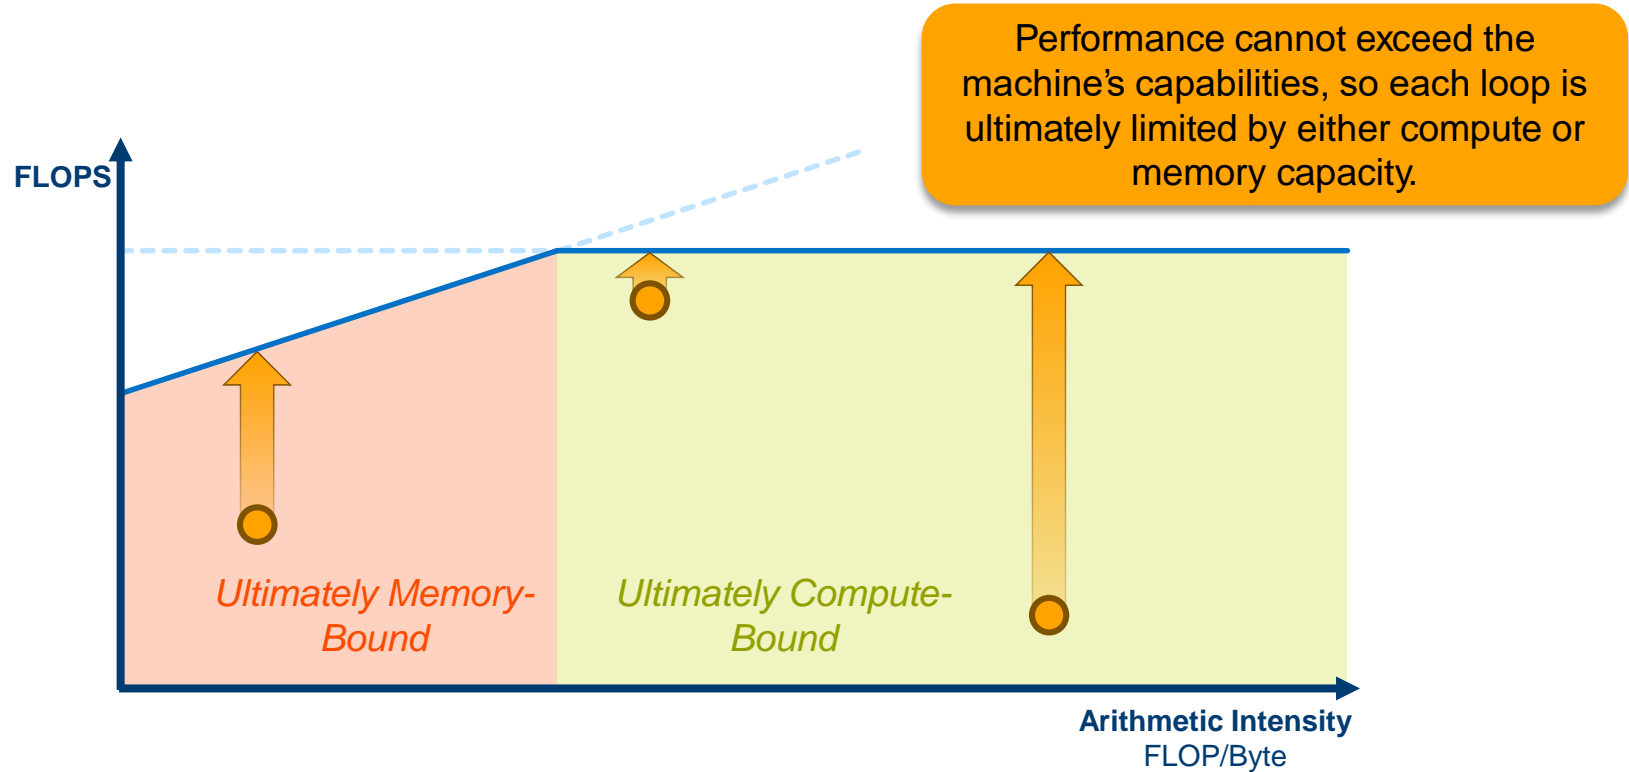 Performance cannot exceed the
machine’s capabilities, so each loop is
ultimately limited by either compute or
memory capacity.
FLOPS
Ultimately Memory-
Bound
Ultimately Compute-
Bound
Arithmetic Intensity
FLOP/Byte